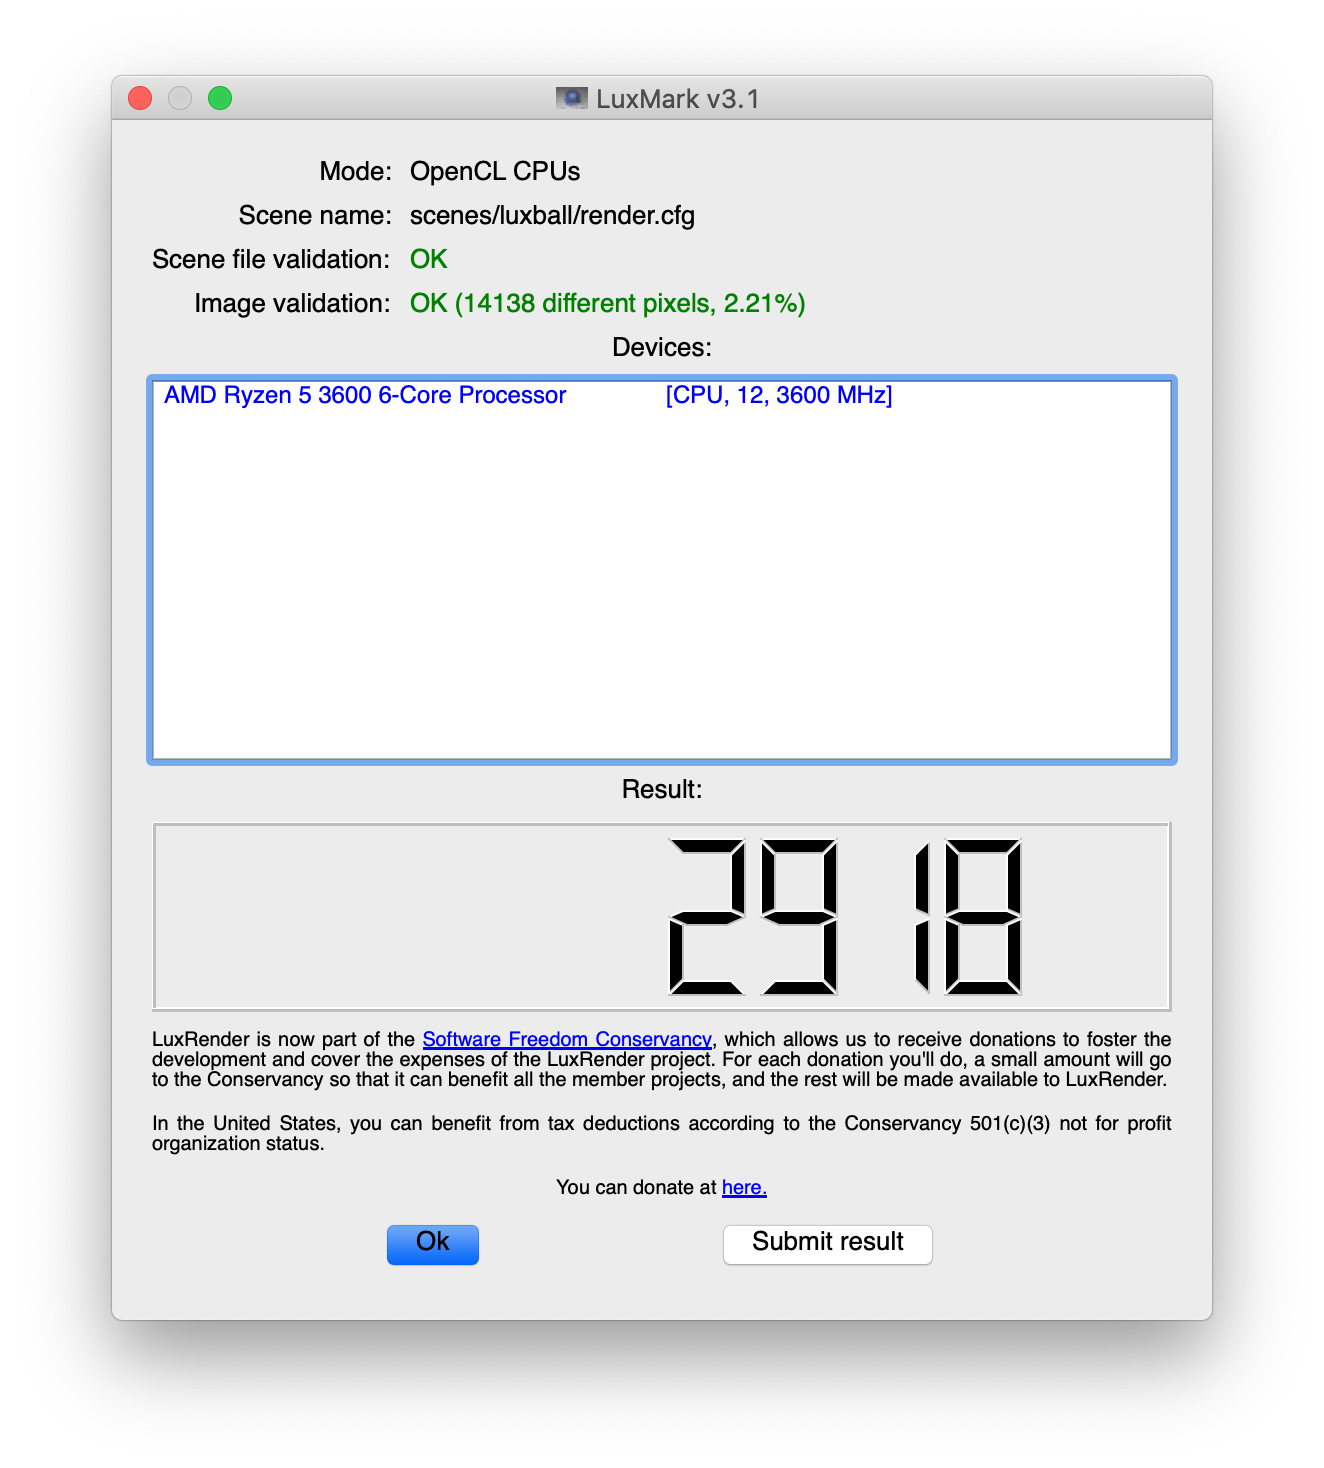 LuxMark v3.1
Mode: OpenCL CPUs
Scene name: scenes/luxball/render.cfg
Scene file validation: OK
Image validation: OK (14138 different pixels, 2.21%)
Devices:
AMD Ryzen 5 3600 6-Core Processor [CPU, 12, 3600 MHz]
Result:
2918
LuxRender is now part of the Software Freedom Conservancy, which allows us to receive donations to foster the
development and cover the expenses of the LuxRender project. For each donation you'll do, a small amount will go
to the Conservancy so that it can benefit all the member projects, and the rest will be made available to LuxRender.
In the United States, you can benefit from tax deductions according to the Conservancy 501(c)(3) not for profit
organization status.
You can donate at here.
Ok Submit result